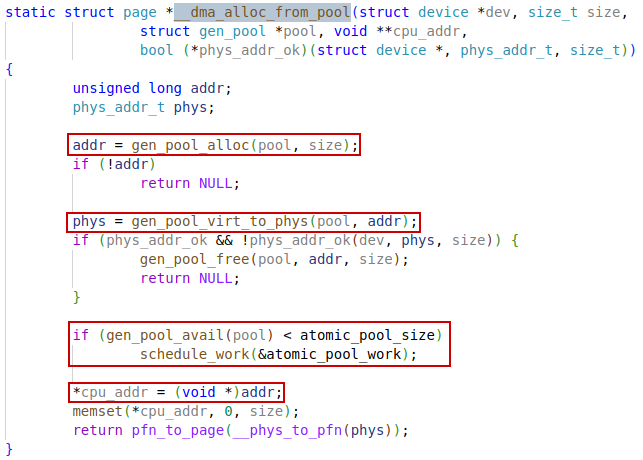 static struct page *__dma_alloc_from_pool(struct device *dev, size_t size,
struct gen_pool *pool, void **cpu_addr,
bool (*phys_addr_ok)(struct device *, phys_addr_t, size_t))
{
unsigned long addr;
phys_addr_t phys;
addr = gen_pool_alloc(pool, size);
if (!addr)
return NULL;
phys = gen_pool_virt_to_phys(pool, addr);
if (phys_addr_ok && !phys_addr_ok(dev, phys, size)) {
gen_pool_free(pool, addr, size);
return NULL;
}
if (gen_pool_avail(pool) < atomic_pool_size)
schedule_work(&atomic_pool_work);
*cpu_addr = (void *)addr;
memset(*cpu_addr, 0, size);
return pfn_to_page(__phys_to_pfn(phys));
}